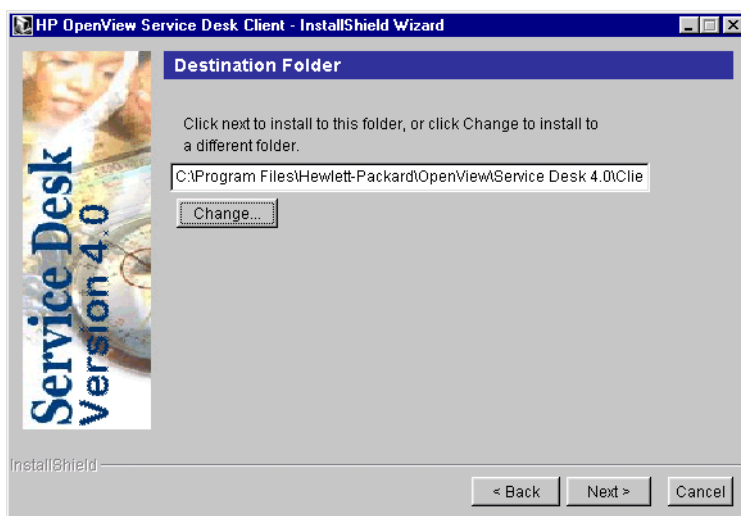 HP OpenView Service Desk Client - InstallShield Wizard
Destination Folder
Click next to install to this folder, or click Change to install to
a different folder.
C:\Program Files\Hewlett-Packard\OpenView\Service Desk 4.0\Clie
Change...
Service Desk
Version 4.0
InstallShield
< Back
Next >
Cancel